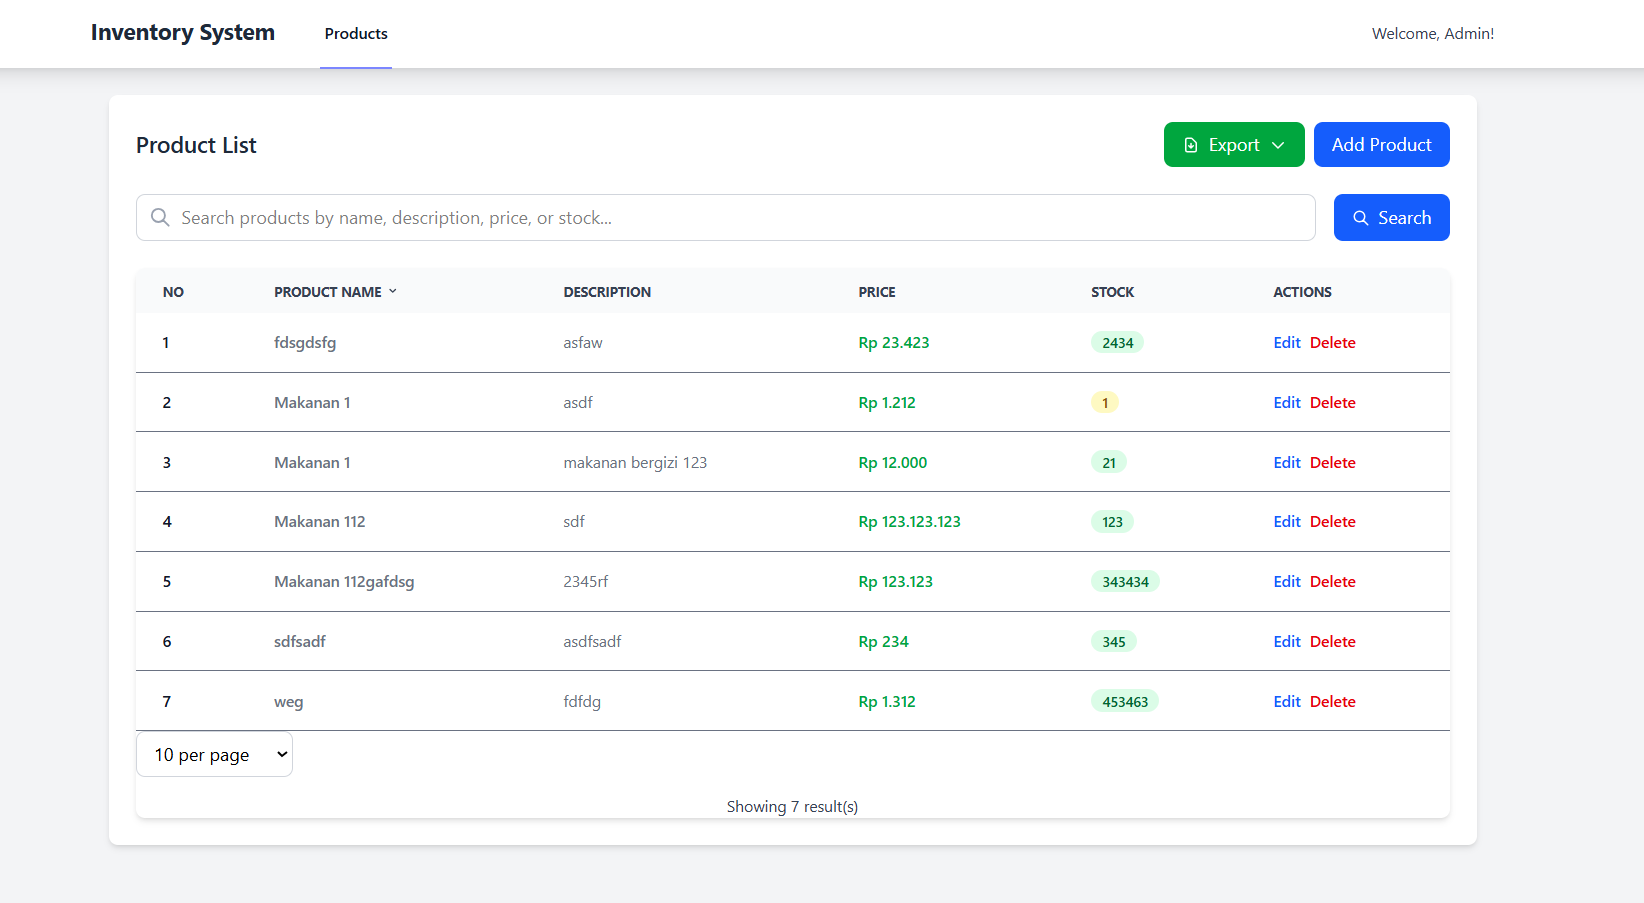 Inventory System Products Welcome, Admin!
Product List Export Add Product
Search products by name, description, price, or stock... Search
NO PRODUCT NAME DESCRIPTION PRICE STOCK ACTIONS
1 fdsgdsfg asfaw Rp 23.423 2434 Edit Delete
2 Makanan 1 asdf Rp 1.212 1 Edit Delete
3 Makanan 1 makanan bergizi 123 Rp 12.000 21 Edit Delete
4 Makanan 112 sdf Rp 123.123.123 123 Edit Delete
5 Makanan 112gafdsg 2345rf Rp 123.123 343434 Edit Delete
6 sdfsadf asdfsadf Rp 234 345 Edit Delete
7 weg fdfdg Rp 1.312 453463 Edit Delete
10 per page
Showing 7 result(s)